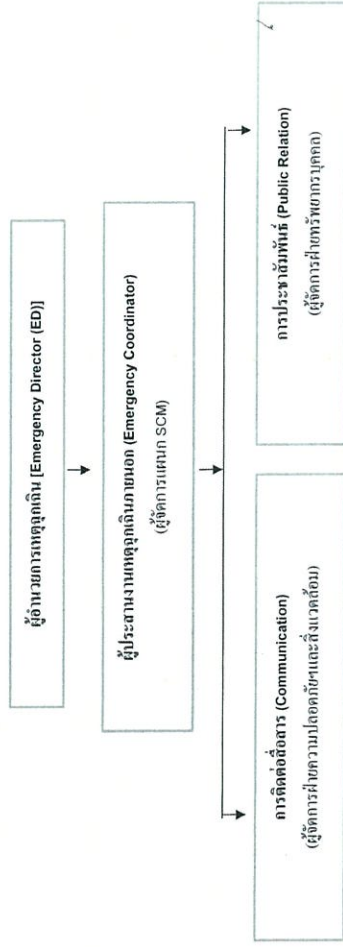 ผู้อำนวยการเหตุฉุกเฉิน [Emergency Director (ED)]
ผู้ประสานงานเหตุฉุกเฉินภายนอก (Emergency Coordinator)
(ผู้จัดการแผนก SCM)
การติดต่อสื่อสาร (Communication)
(ผู้จัดการฝ่ายความปลอดภัยฯและสิ่งแวดล้อม)
การประชาสัมพันธ์ (Public Relation)
(ผู้จัดการฝ่ายทรัพยากรบุคคล)